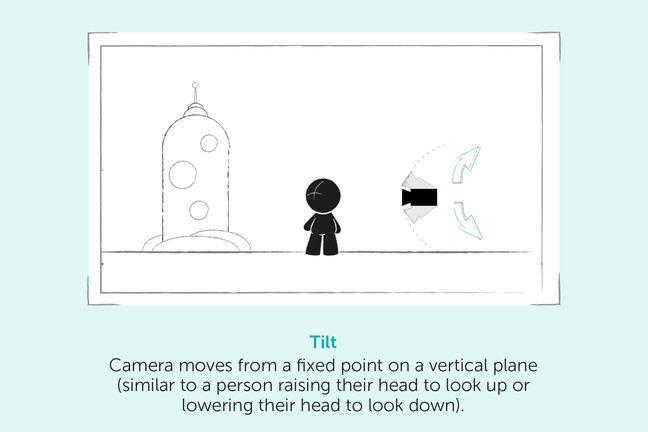 Tilt
Camera moves from a fixed point on a vertical plane
(similar to a person raising their head to look up or
lowering their head to look down).